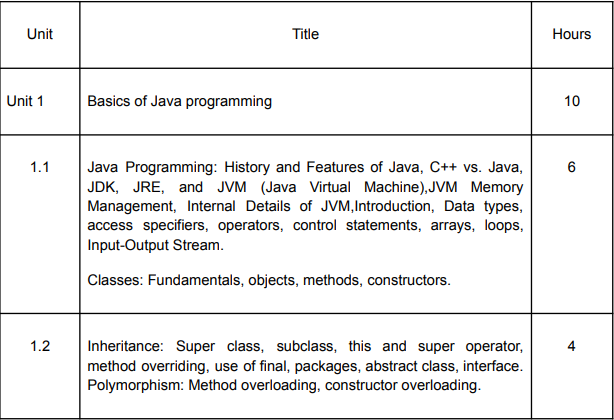 Unit Title Hours
Unit 1 Basics of Java programming 10
1.1 Java Programming: History and Features of Java, C++ vs. Java, 6
JDK, JRE, and JVM (Java Virtual Machine),JVM Memory
Management, Internal Details of JVM,Introduction, Data types,
access specifiers, operators, control statements, arrays, loops,
Input-Output Stream.
Classes: Fundamentals, objects, methods, constructors.
1.2 Inheritance: Super class, subclass, this and super operator, 4
method overriding, use of final, packages, abstract class, interface.
Polymorphism: Method overloading, constructor overloading.